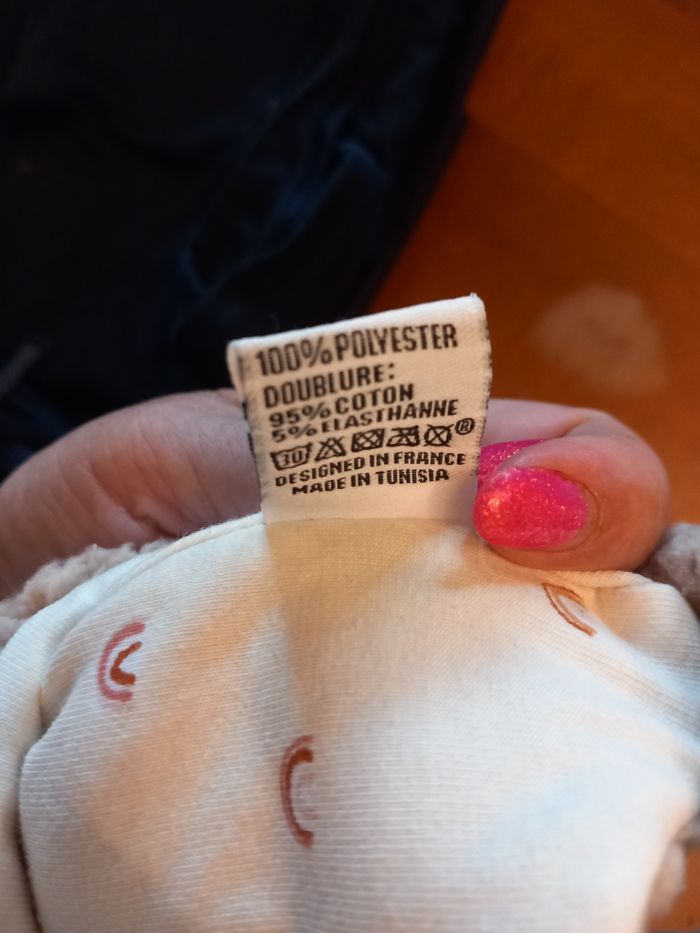 100% POLYESTER
DOUBLURE:
95% COTON
5% ELASTHANNE
30 ®
DESIGNED IN FRANCE
MADE IN TUNISIA